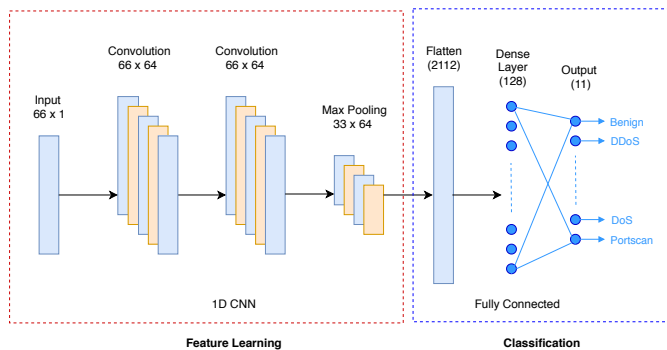 Input
66 x 1
Convolution
66 x 64
Convolution
66 x 64
Max Pooling
33 x 64
1D CNN
Feature Learning
Flatten
(2112)
Dense
Layer
(128)
Output
(11)
Benign
DDoS
DoS
Portscan
Fully Connected
Classification